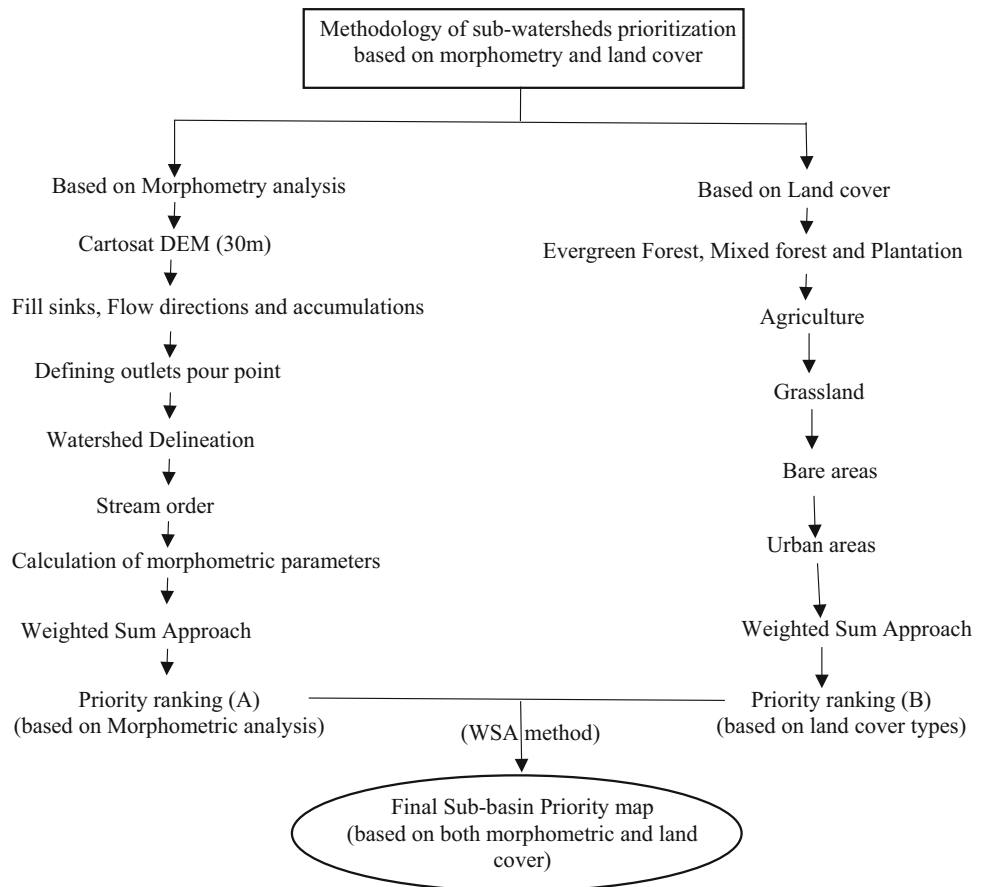 Methodology of sub-watersheds prioritization
based on morphometry and land cover
Based on Morphometry analysis
Cartosat DEM (30m)
Fill sinks, Flow directions and accumulations
Defining outlets pour point
Watershed Delineation
Stream order
Calculation of morphometric parameters
Weighted Sum Approach
Priority ranking (A)
(based on Morphometric analysis)
Based on Land cover
Evergreen Forest, Mixed forest and Plantation
Agriculture
Grassland
Bare areas
Urban areas
Weighted Sum Approach
Priority ranking (B)
(based on land cover types)
(WSA method)
Final Sub-basin Priority map
(based on both morphometric and land
cover)